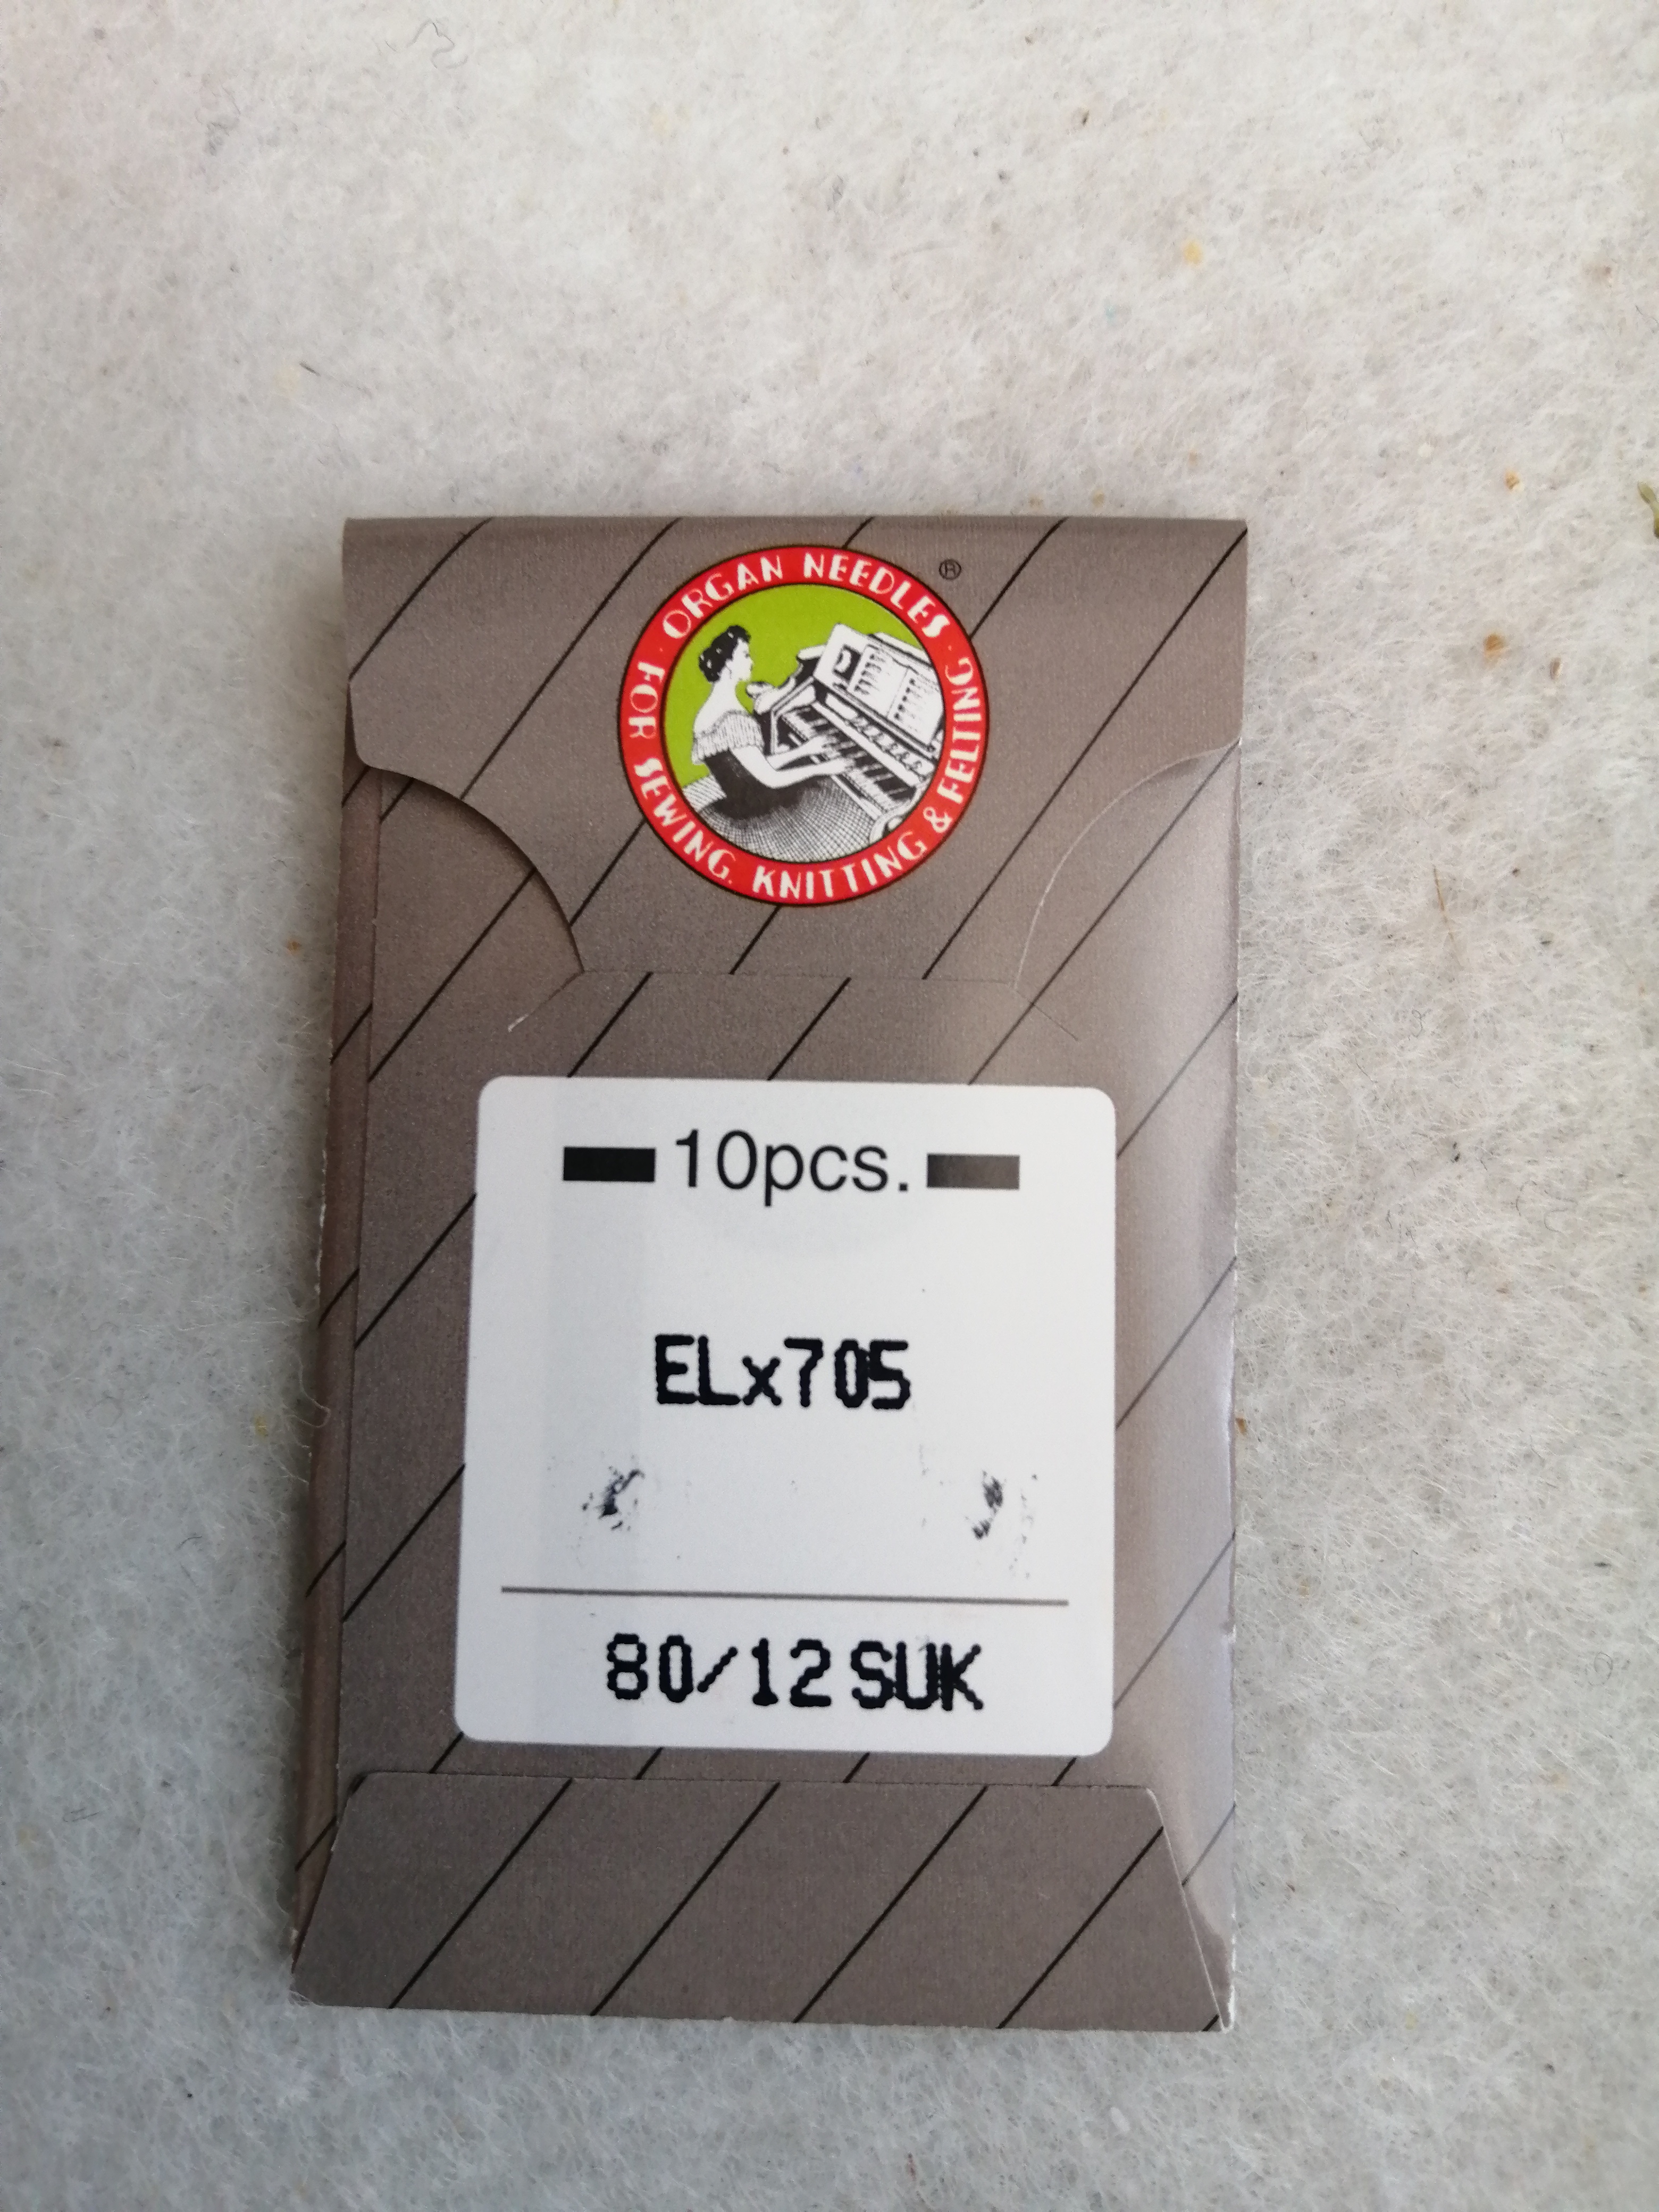 ORGAN NEEDLES ®
· FOR SEWING, KNITTING & FELTING ·
10pcs.
ELx705
80/12 SUK